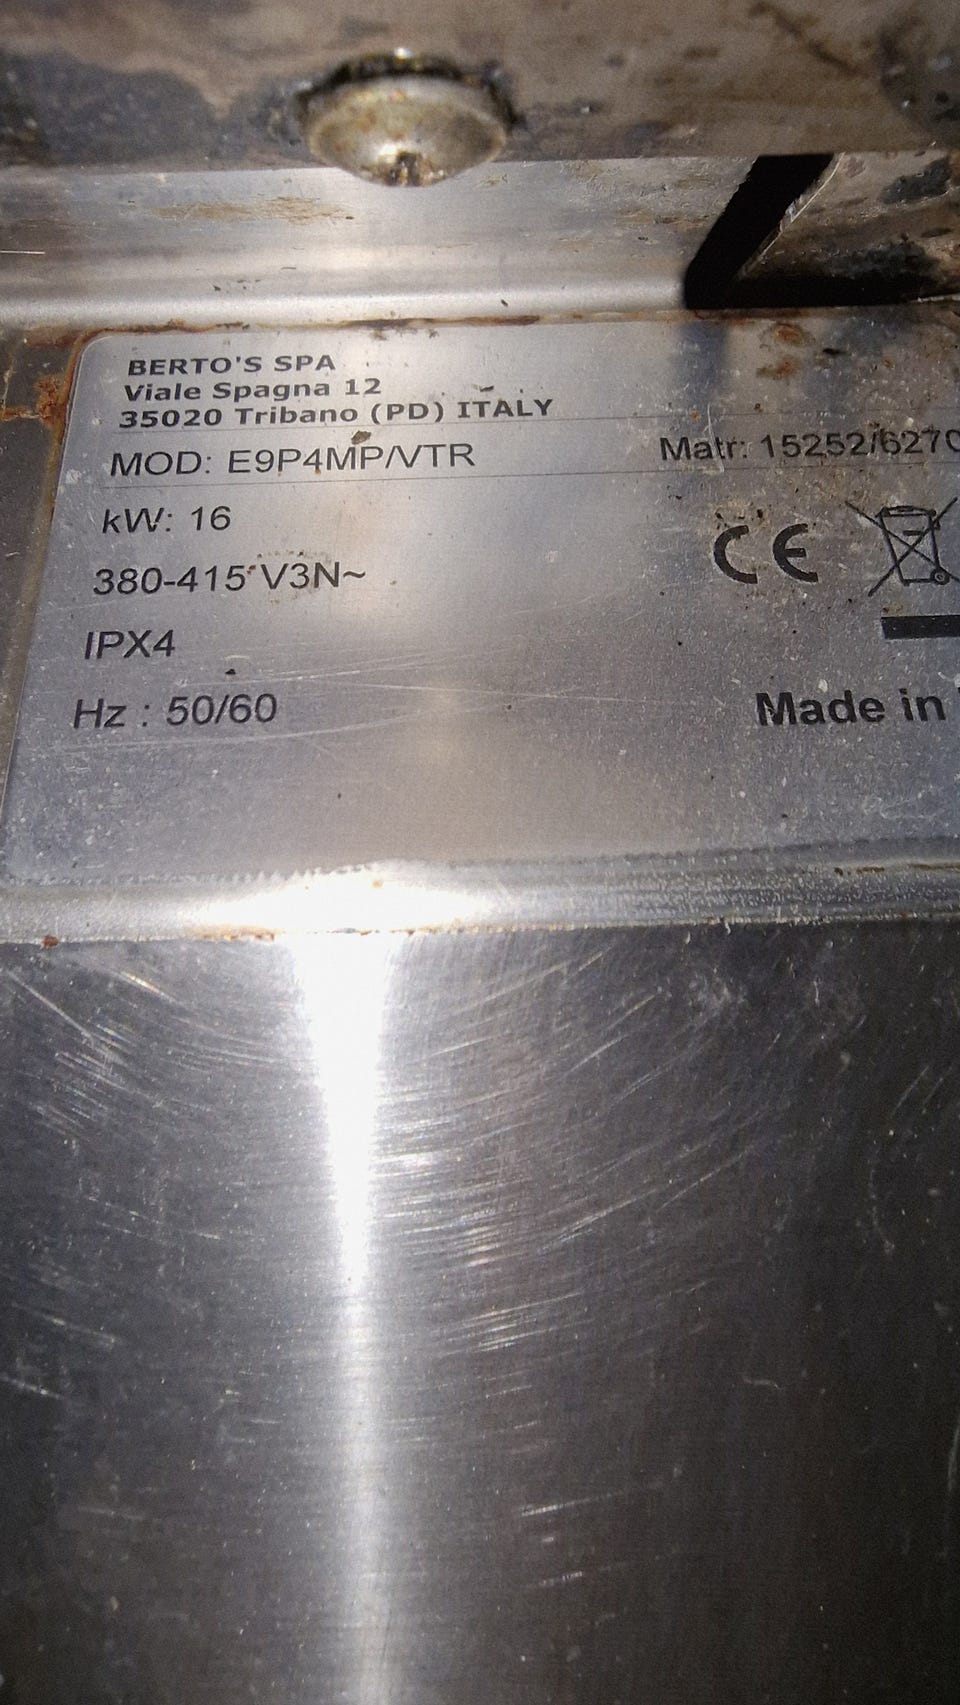 BERTO'S SPA
Viale Spagna 12
35020 Tribano (PD) ITALY
MOD: E9P4MP/VTR
Matr: 15252/6270
kW: 16
380-415 V3N~
CE
IPX4
Hz : 50/60
Made in